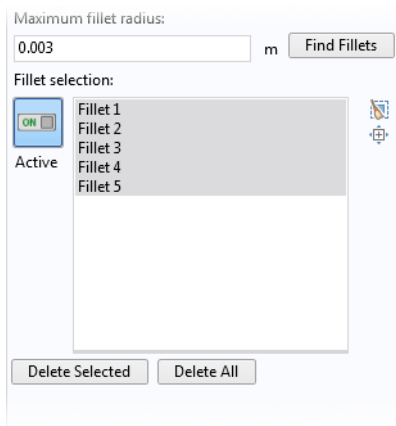 Maximum fillet radius:
0.003 m Find Fillets
Fillet selection:
ON
Active
Fillet 1
Fillet 2
Fillet 3
Fillet 4
Fillet 5
Delete Selected Delete All